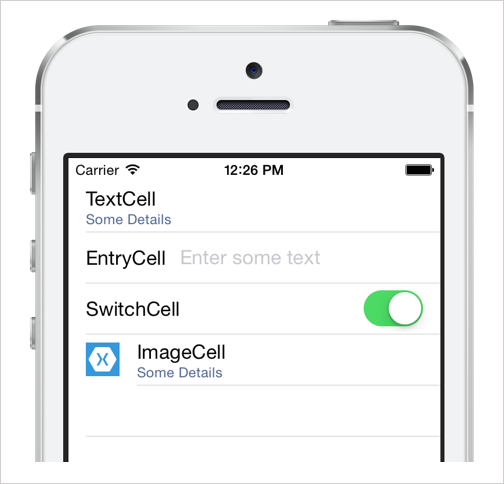 Carrier 12:26 PM
TextCell
Some Details
EntryCell Enter some text
SwitchCell
ImageCell
Some Details